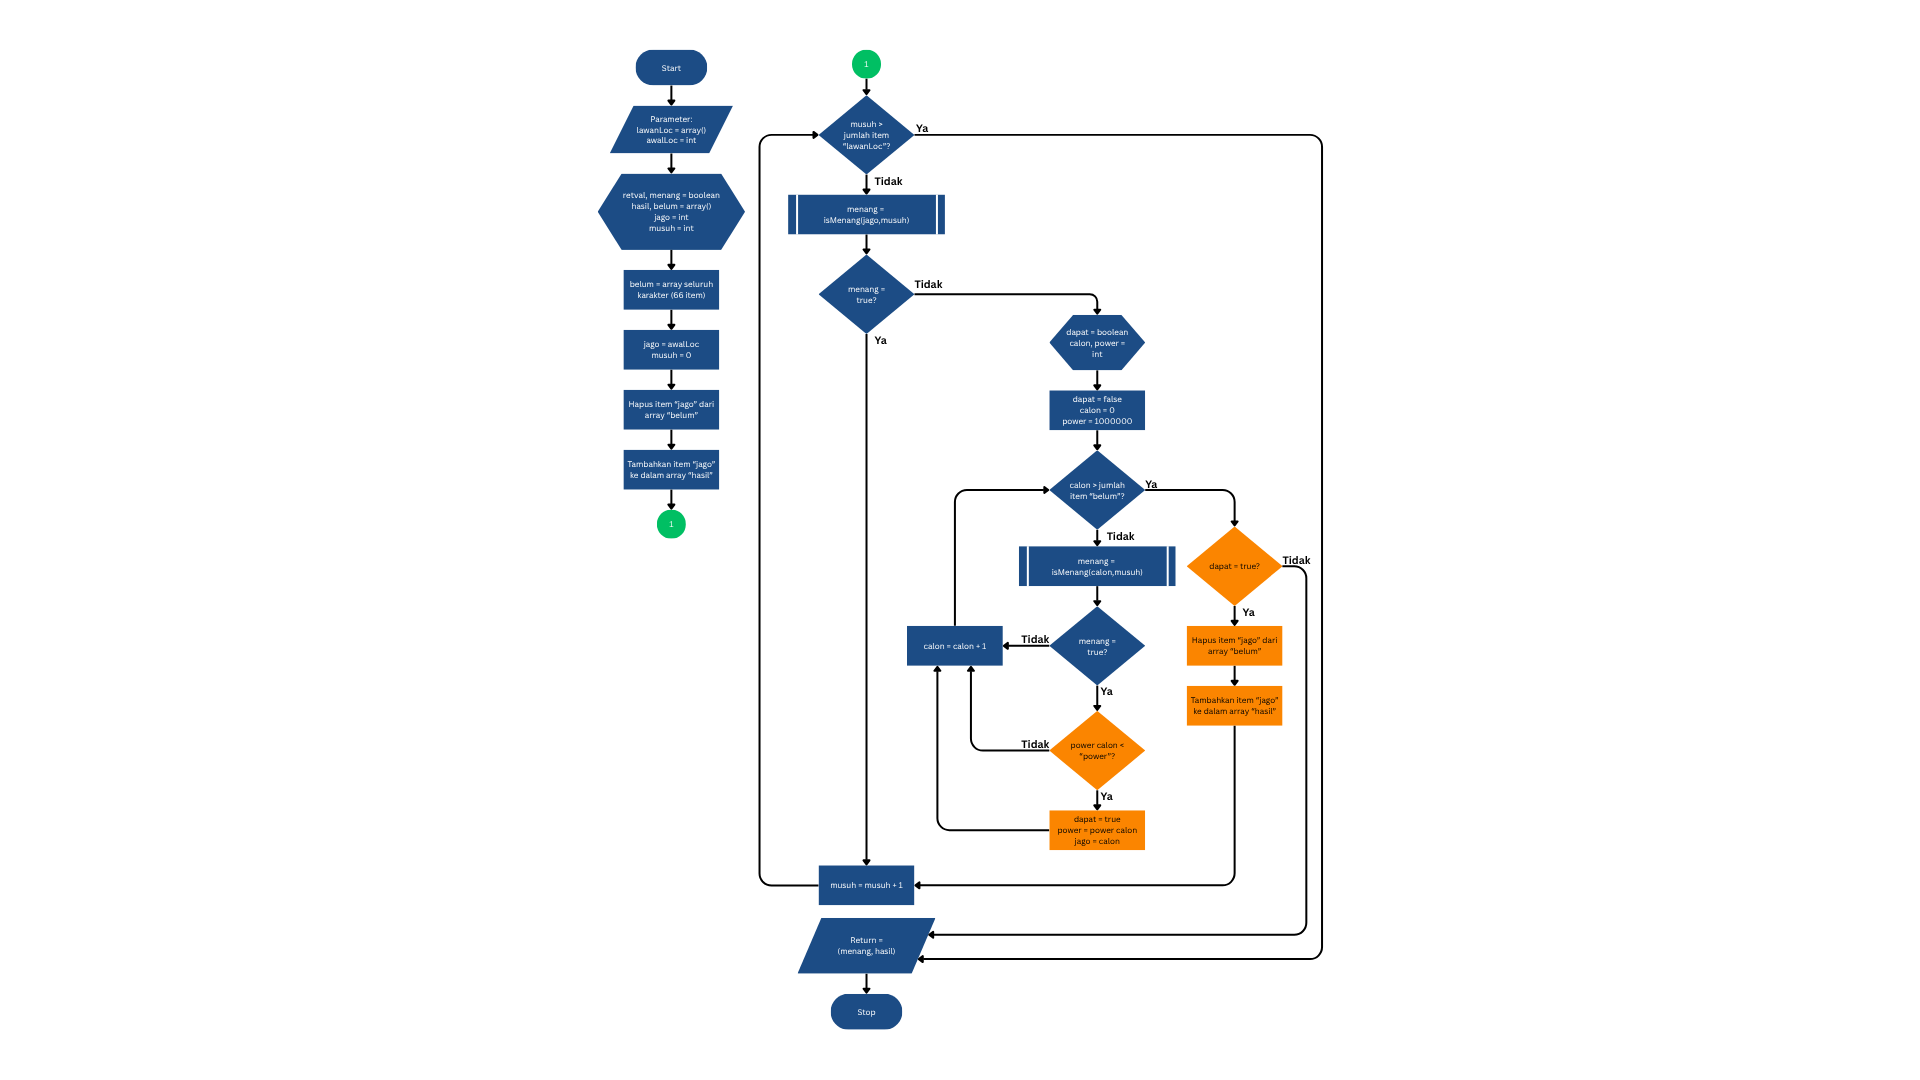 Start
Parameter:
lawanLoc = array()
awalLoc = int
retval, menang = boolean
hasil, belum = array()
jago = int
musuh = int
belum = array seluruh
karakter (66 item)
jago = awalLoc
musuh = 0
Hapus item "jago" dari
array "belum"
Tambahkan item "jago"
ke dalam array "hasil"
1
1
musuh >
jumlah item
"lawanLoc"?
Ya
Tidak
menang =
isMenang(jago,musuh)
menang =
true?
Tidak
Ya
dapat = boolean
calon, power =
int
dapat = false
calon = 0
power = 1000000
calon > jumlah
item "belum"?
Ya
Tidak
menang =
isMenang(calon,musuh)
dapat = true?
Tidak
Ya
calon = calon + 1
Tidak
menang =
true?
Ya
Hapus item "jago" dari
array "belum"
Tambahkan item "jago"
ke dalam array "hasil"
Tidak
power calon <
"power"?
Ya
dapat = true
power = power calon
jago = calon
musuh = musuh + 1
Return =
(menang, hasil)
Stop